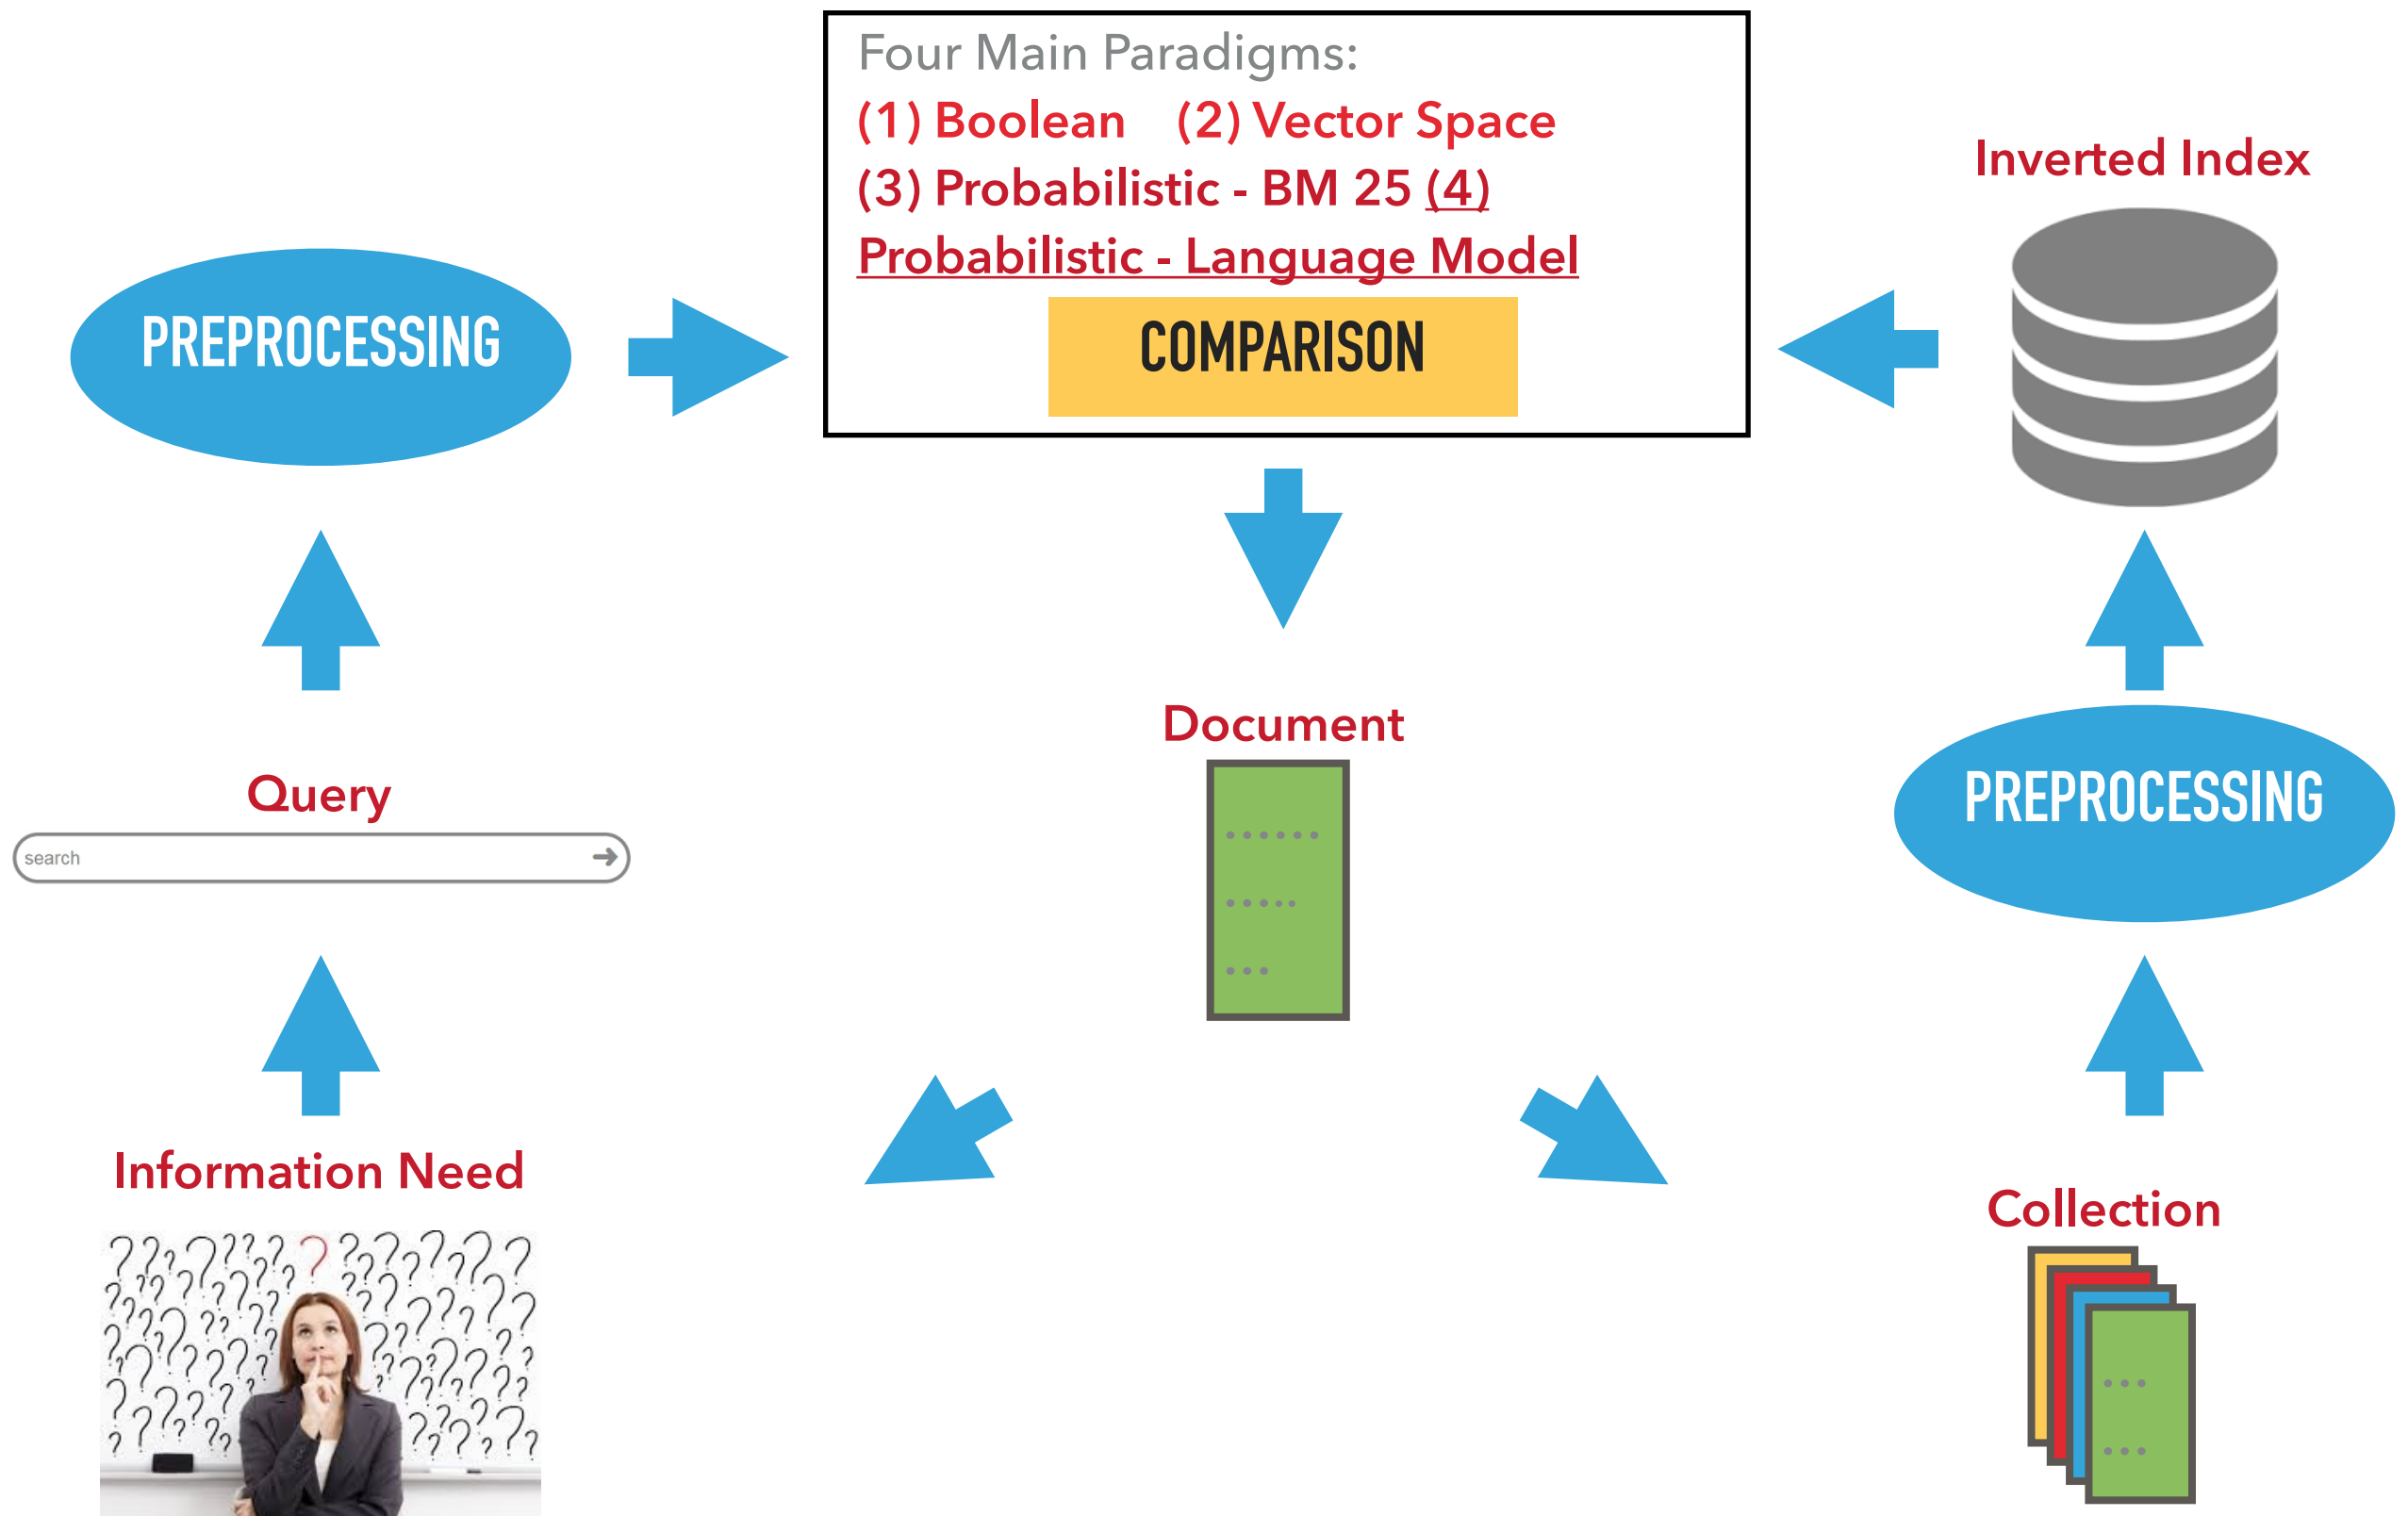 Four Main Paradigms:
(1) Boolean (2) Vector Space
(3) Probabilistic - BM 25 (4)
Probabilistic - Language Model
COMPARISON
Inverted Index
PREPROCESSING
Document
Query
search
PREPROCESSING
Information Need
Collection